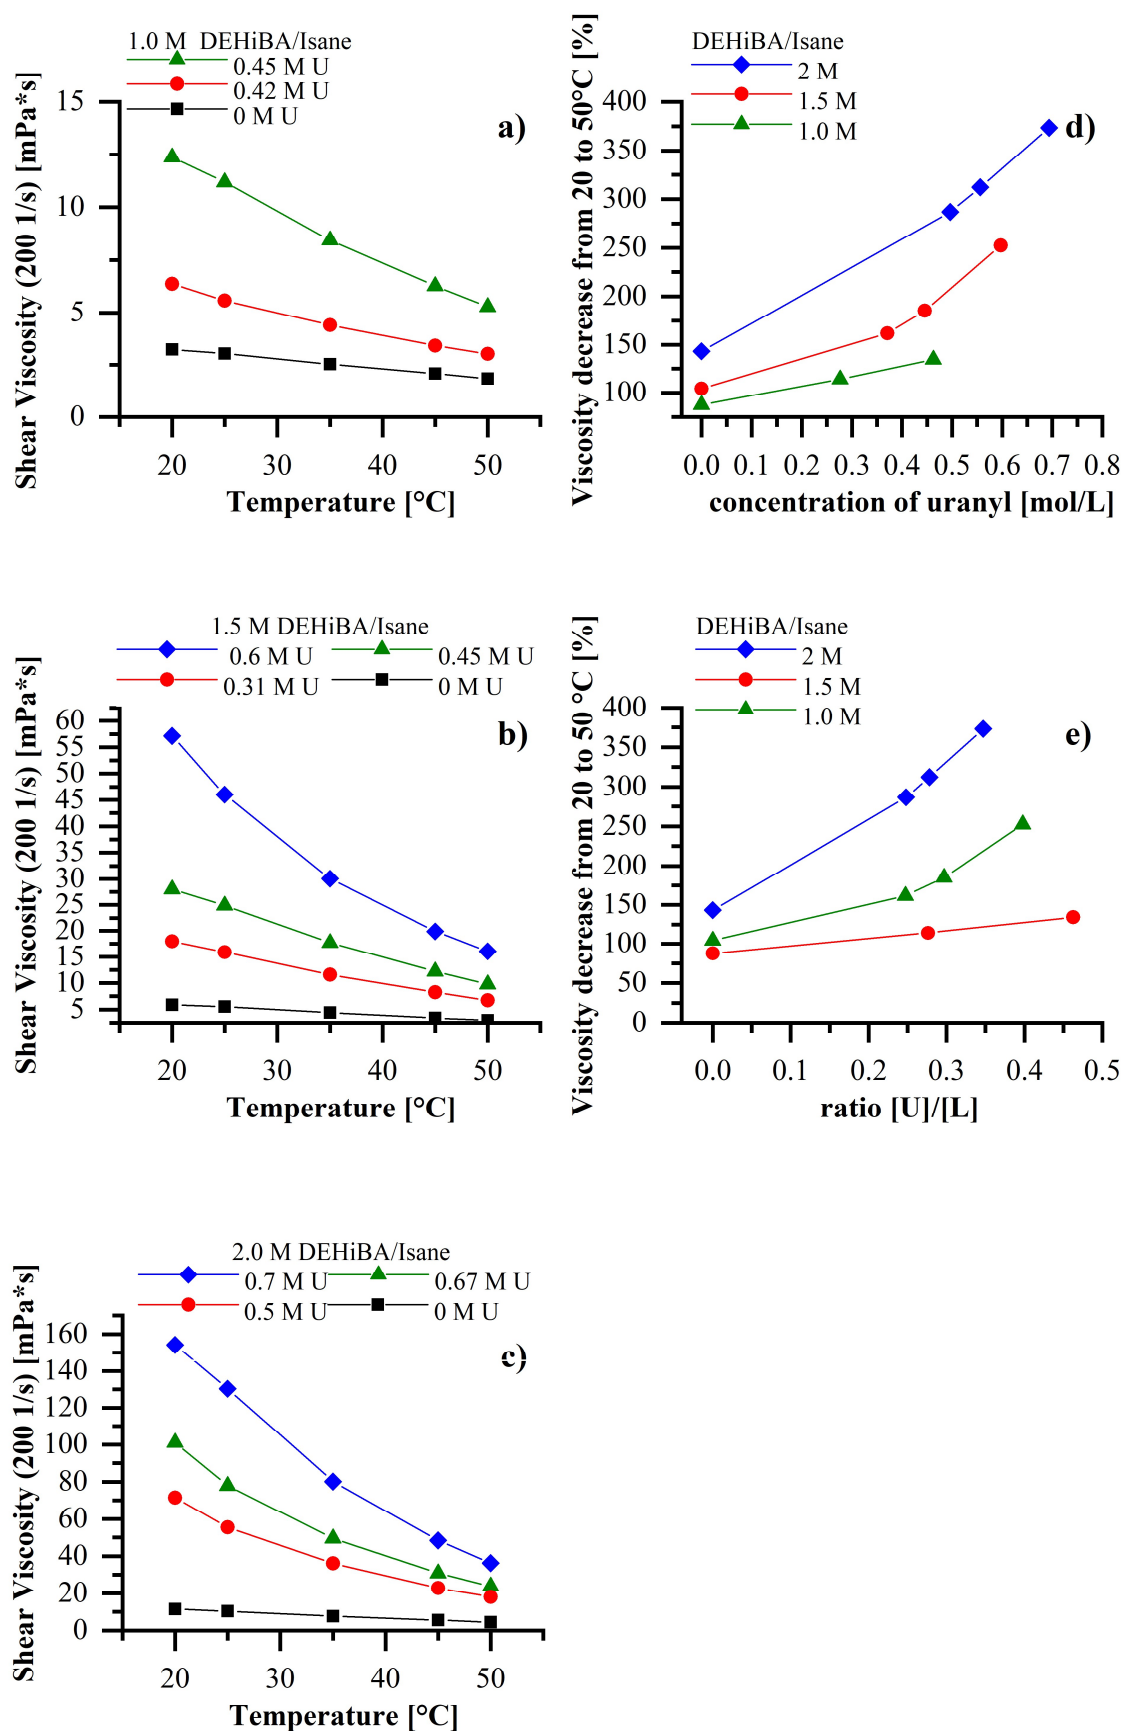 1.0 M DEHiBA/Isane
0.45 M U
0.42 M U
0 M U
a)
Shear Viscosity (200 1/s) [mPa*s]
15
10
5
0
20 30 40 50
Temperature [°C]
DEHiBA/Isane
2 M
1.5 M
1.0 M
d)
Viscosity decrease from 20 to 50°C [%]
400
350
300
250
200
150
100
0.0 0.1 0.2 0.3 0.4 0.5 0.6 0.7 0.8
concentration of uranyl [mol/L]
1.5 M DEHiBA/Isane
0.6 M U 0.45 M U
0.31 M U 0 M U
b)
Shear Viscosity (200 1/s) [mPa*s]
60
55
50
45
40
35
30
25
20
15
10
5
20 30 40 50
Temperature [°C]
DEHiBA/Isane
2 M
1.5 M
1.0 M
e)
Viscosity decrease from 20 to 50 °C [%]
400
350
300
250
200
150
100
50
0
0.0 0.1 0.2 0.3 0.4 0.5
ratio [U]/[L]
2.0 M DEHiBA/Isane
0.7 M U 0.67 M U
0.5 M U 0 M U
c)
Shear Viscosity (200 1/s) [mPa*s]
160
140
120
100
80
60
40
20
0
20 30 40 50
Temperature [°C]